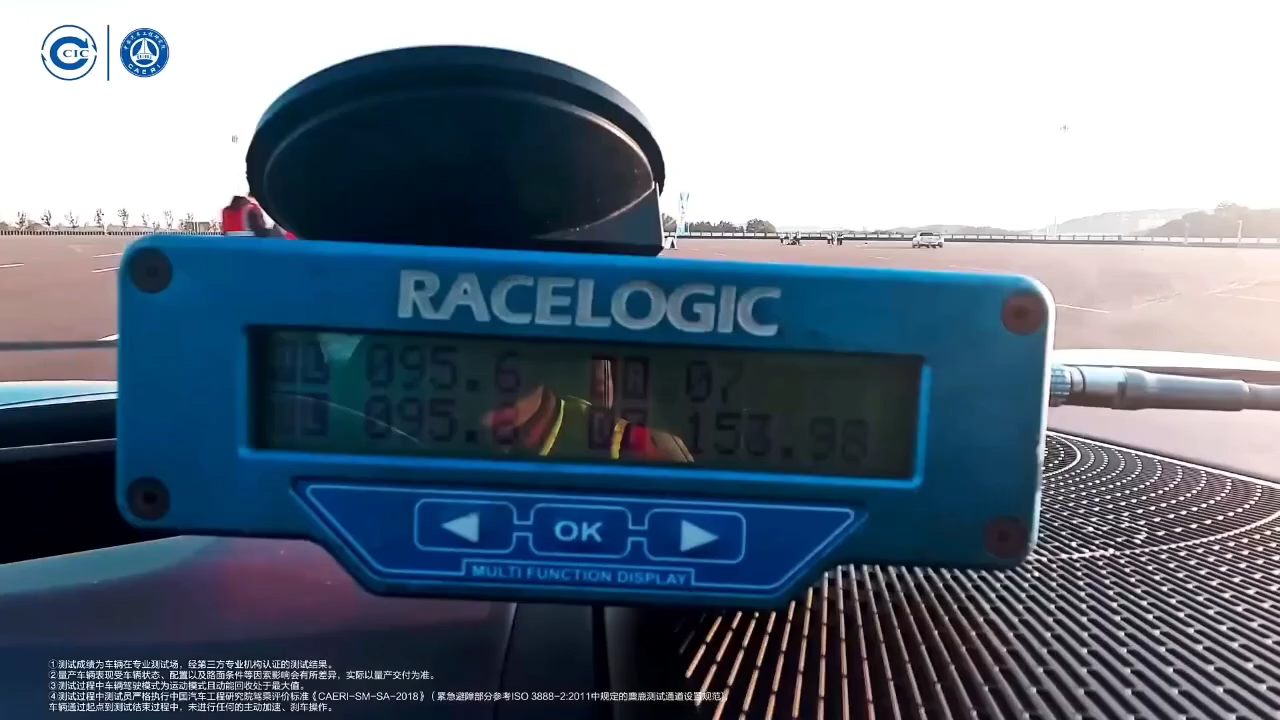 CIC
CAERI
RACELOGIC
095.6 07
095.6 153.98
OK
MULTI FUNCTION DISPLAY
①测试成绩为车辆在专业测试场，经第三方专业机构认证的测试结果。
②量产车辆表现受车辆状态、配置以及路面条件等因素影响会有所差异，实际以量产交付为准。
③测试过程中车辆驾驶模式为运动模式且动能回收处于最大值。
④测试过程中测试员严格执行中国汽车工程研究院驾乘评价标准《CAERI-SM-SA-2018》（紧急避障部分参考ISO 3888-2:2011中规定的麋鹿测试通道设置规范），
车辆通过起点到测试结束过程中，未进行任何的主动加速、刹车操作。